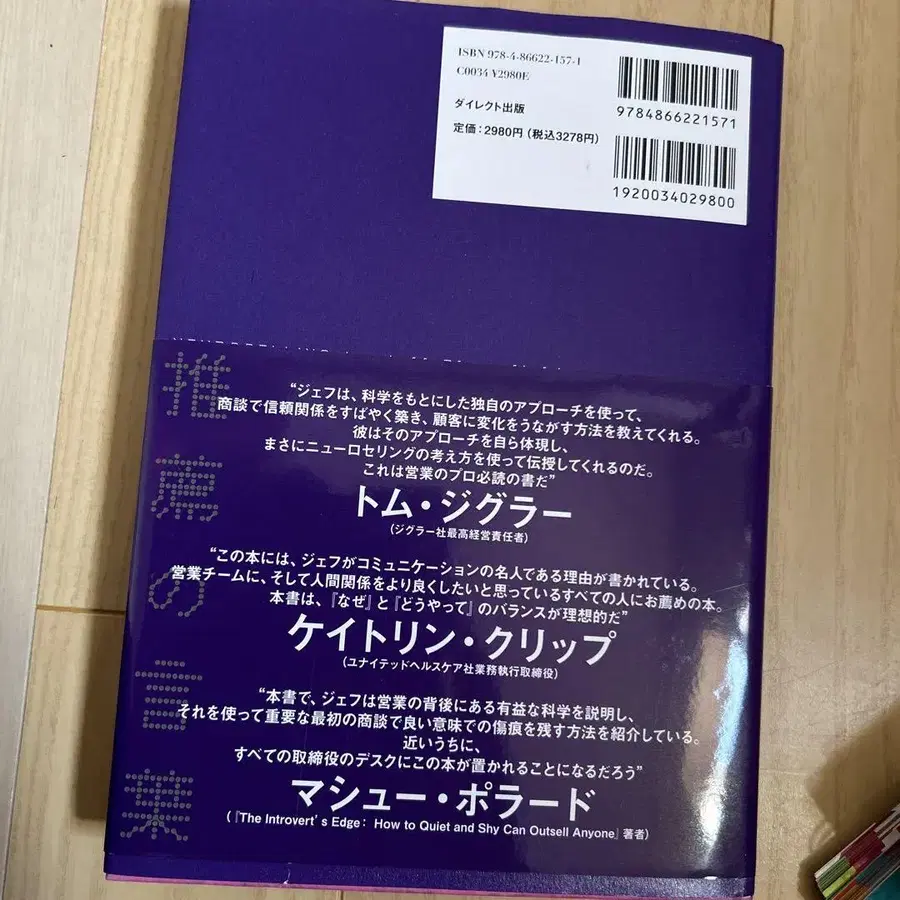 ISBN 978-4-86622-157-1
C0034 ¥2980E
ダイレクト出版
定価：2980円（税込3278円）
9784866221571
1920034029800
推薦の言葉
“ジェフは、科学をもとにした独自のアプローチを使って、
商談で信頼関係をすばやく築き、顧客に変化をうながす方法を教えてくれる。
彼はそのアプローチを自ら体現し、
まさにニューロセリングの考え方を使って伝授してくれるのだ。
これは営業のプロ必読の書だ”
トム・ジグラー
（ジグラー社最高経営責任者）
“この本には、ジェフがコミュニケーションの名人である理由が書かれている。
営業チームに、そして人間関係をより良くしたいと思っているすべての人にお薦めの本。
本書は、『なぜ』と『どうやって』のバランスが理想的だ”
ケイトリン・クリップ
（ユナイテッドヘルスケア社業務執行取締役）
“本書で、ジェフは営業の背後にある有益な科学を説明し、
それを使って重要な最初の商談で良い意味での傷痕を残す方法を紹介している。
近いうちに、
すべての取締役のデスクにこの本が置かれることになるだろう”
マシュー・ポラード
（『The Introvert's Edge: How to Quiet and Shy Can Outsell Anyone』著者）